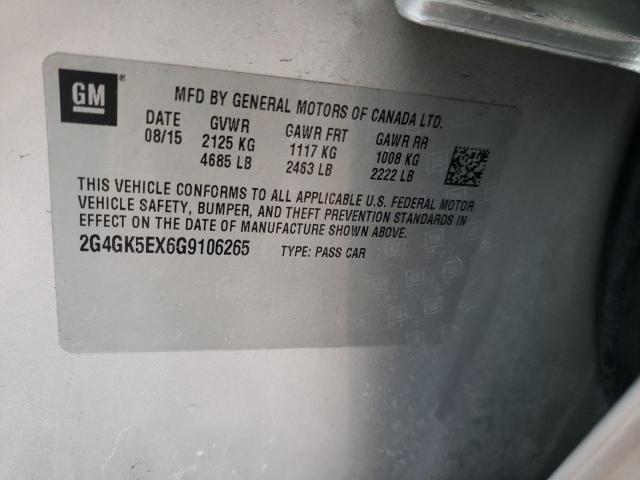 GM ®
MFD BY GENERAL MOTORS OF CANADA LTD.
DATE GVWR GAWR FRT GAWR RR
08/15 2125 KG 1117 KG 1008 KG
4685 LB 2463 LB 2222 LB
THIS VEHICLE CONFORMS TO ALL APPLICABLE U.S. FEDERAL MOTOR
VEHICLE SAFETY, BUMPER, AND THEFT PREVENTION STANDARDS IN
EFFECT ON THE DATE OF MANUFACTURE SHOWN ABOVE.
2G4GK5EX6G9106265 TYPE: PASS CAR